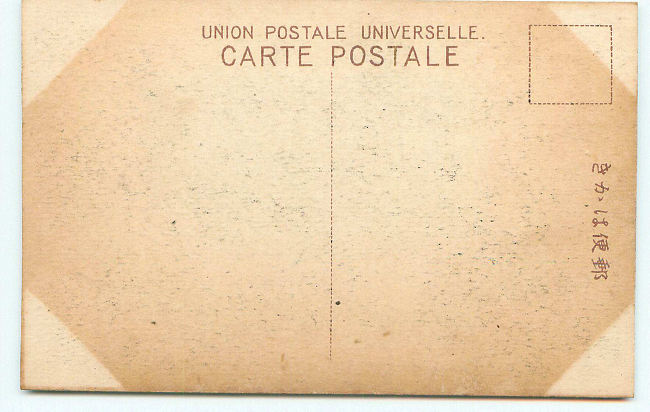 UNION POSTALE UNIVERSELLE.
CARTE POSTALE
郵便はかき